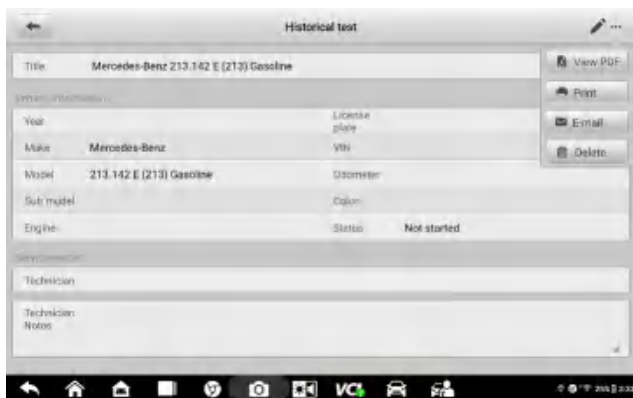 Historical test
Title Mercedes-Benz 213.142 E (213) Gasoline
View PDF
Print
E-mail
Delete
Year
License plate
Make Mercedes-Benz
VIN
Model 213.142 E (213) Gasoline
Odometer
Sub model
Color
Engine
Status Not started
Technician
Technician Notes
VCI